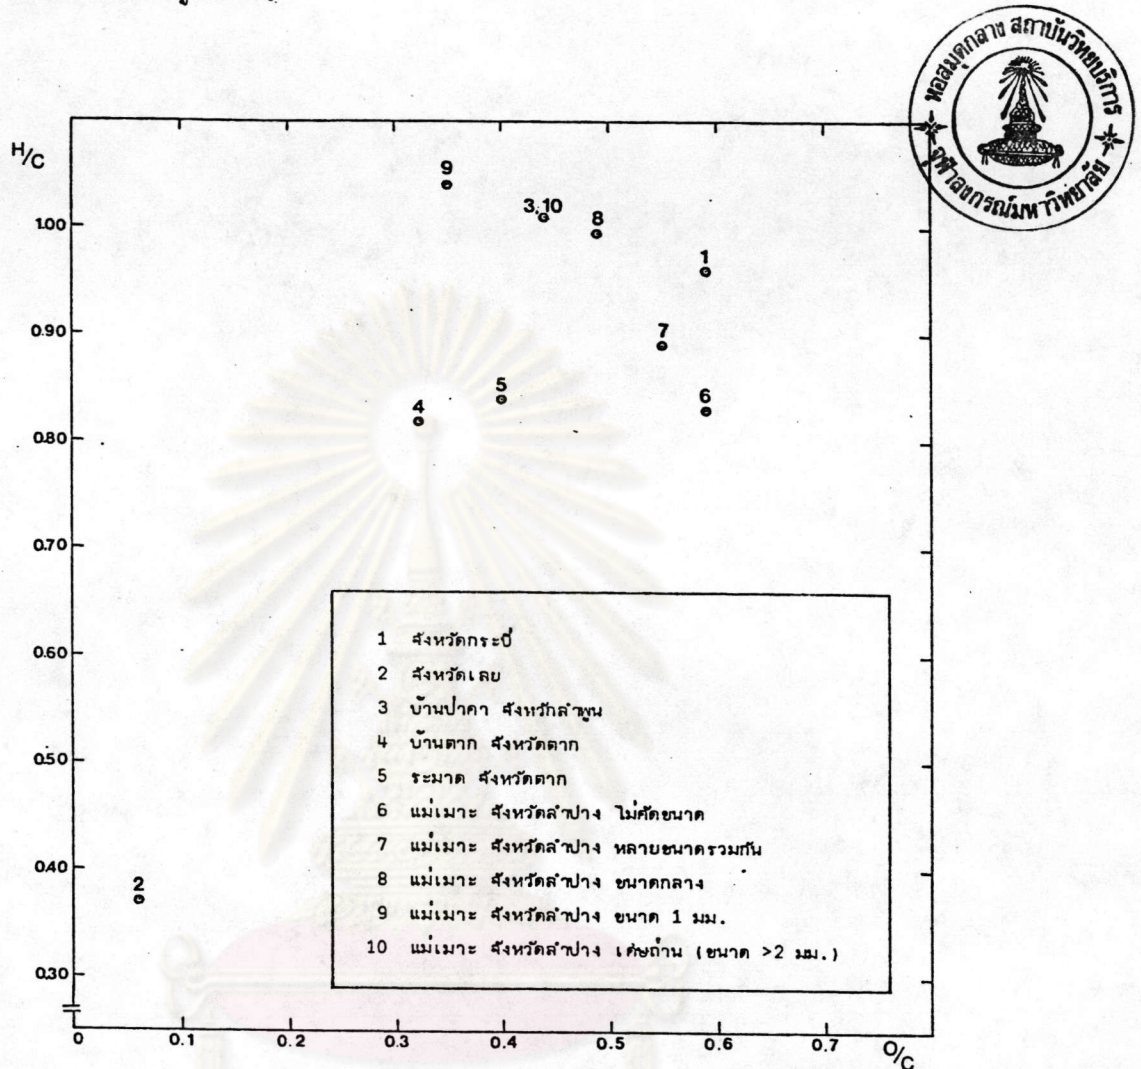 หอสมุดกลาง สถาบันวิทยบริการ
จุฬาลงกรณ์มหาวิทยาลัย
H/C
1.00
0.90
0.80
0.70
0.60
0.50
0.40
0.30
9
3,10
8
1
7
5
6
4
2
1 จังหวัดกระบี่
2 จังหวัดเลย
3 บ้านป่าคา จังหวัดลำพูน
4 บ้านตาก จังหวัดตาก
5 ระมาด จังหวัดตาก
6 แม่เมาะ จังหวัดลำปาง ไม่คัดขนาด
7 แม่เมาะ จังหวัดลำปาง หลายขนาดรวมกัน
8 แม่เมาะ จังหวัดลำปาง ขนาดกลาง
9 แม่เมาะ จังหวัดลำปาง ขนาด 1 มม.
10 แม่เมาะ จังหวัดลำปาง เศษถ่าน (ขนาด >2 มม.)
0 0.1 0.2 0.3 0.4 0.5 0.6 0.7 O/C